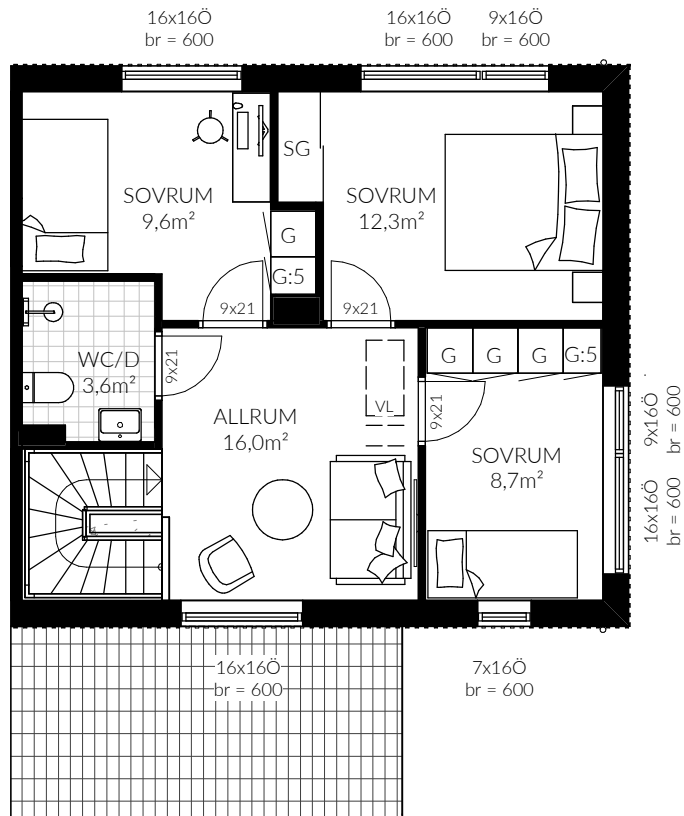 16x16Ö
br = 600
16x16Ö
br = 600
9x16Ö
br = 600
SG
SOVRUM
9,6m²
SOVRUM
12,3m²
G
G:5
9x21
9x21
WC/D
3,6m²
9x21
ALLRUM
16,0m²
VL
9x21
G
G
G
G:5
SOVRUM
8,7m²
9x16Ö
br = 600
16x16Ö
br = 600
16x16Ö
br = 600
7x16Ö
br = 600